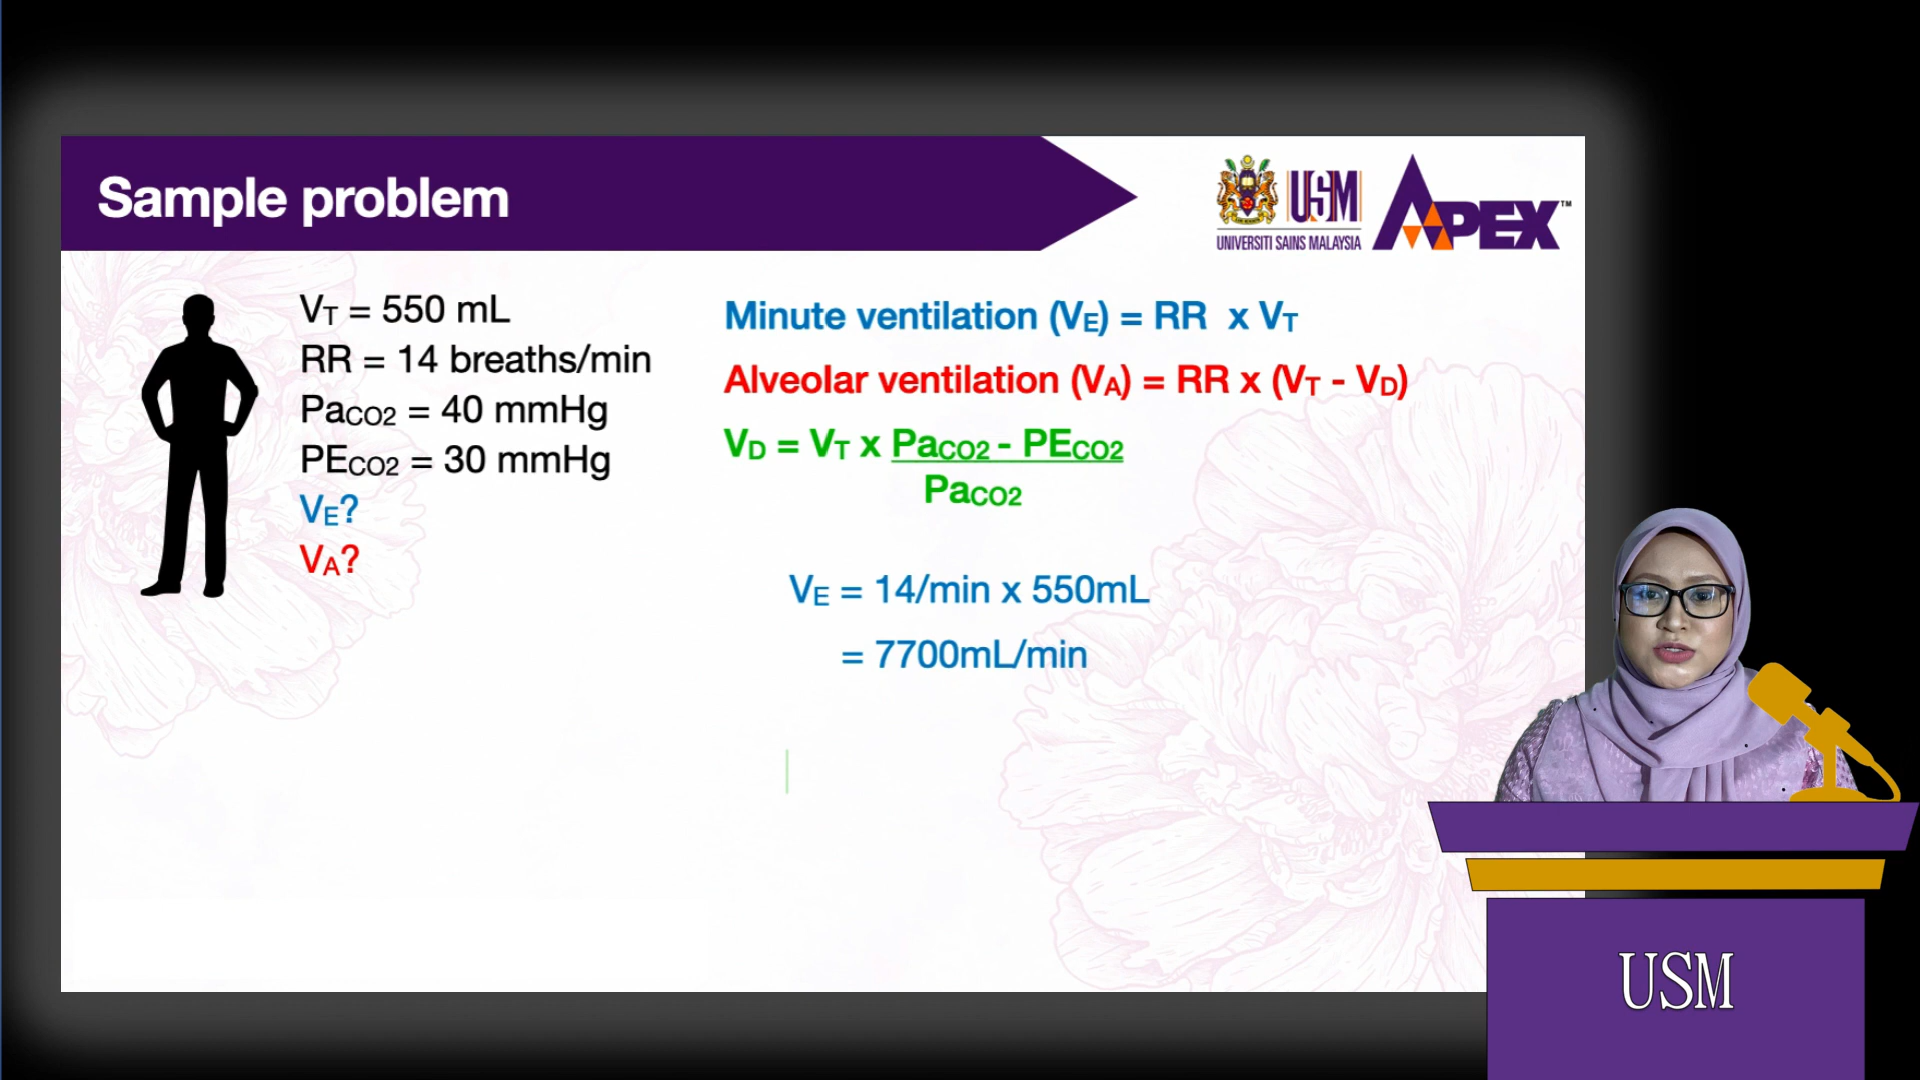 Sample problem
USM
UNIVERSITI SAINS MALAYSIA
APEX™
VT = 550 mL
RR = 14 breaths/min
PaCO2 = 40 mmHg
PECO2 = 30 mmHg
VE?
VA?
Minute ventilation (VE) = RR x VT
Alveolar ventilation (VA) = RR x (VT - VD)
VD = VT x PaCO2 - PECO2
PaCO2
VE = 14/min x 550mL
= 7700mL/min
USM